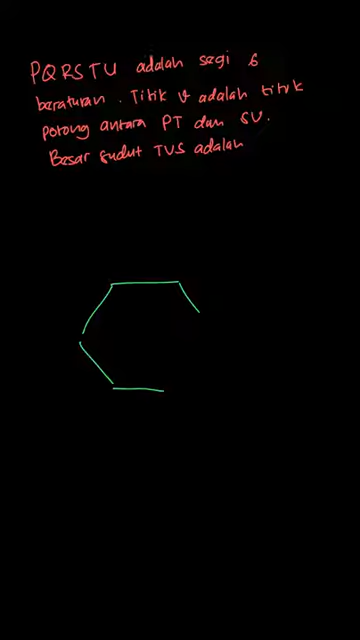 PQRSTU adalah segi 6
beraturan. Titik V adalah titik
potong antara PT dan SU.
Besar sudut TVS adalah